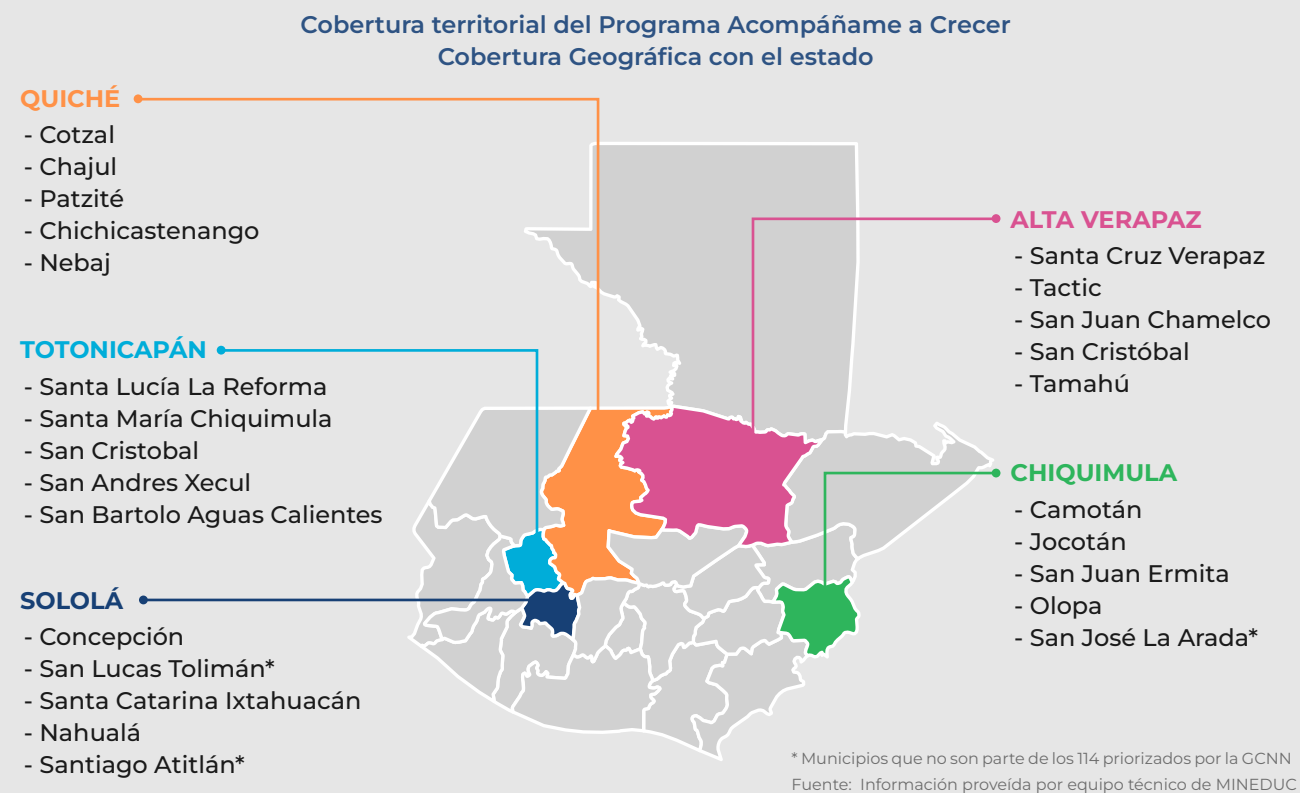 Cobertura territorial del Programa Acompáñame a Crecer
Cobertura Geográfica con el estado
QUICHÉ
- Cotzal
- Chajul
- Patzité
- Chichicastenango
- Nebaj
TOTONICAPÁN
- Santa Lucía La Reforma
- Santa María Chiquimula
- San Cristobal
- San Andres Xecul
- San Bartolo Aguas Calientes
SOLOLÁ
- Concepción
- San Lucas Tolimán*
- Santa Catarina Ixtahuacán
- Nahualá
- Santiago Atitlán*
ALTA VERAPAZ
- Santa Cruz Verapaz
- Tactic
- San Juan Chamelco
- San Cristóbal
- Tamahú
CHIQUIMULA
- Camotán
- Jocotán
- San Juan Ermita
- Olopa
- San José La Arada*
* Municipios que no son parte de los 114 priorizados por la GCNN
Fuente: Información proveída por equipo técnico de MINEDUC